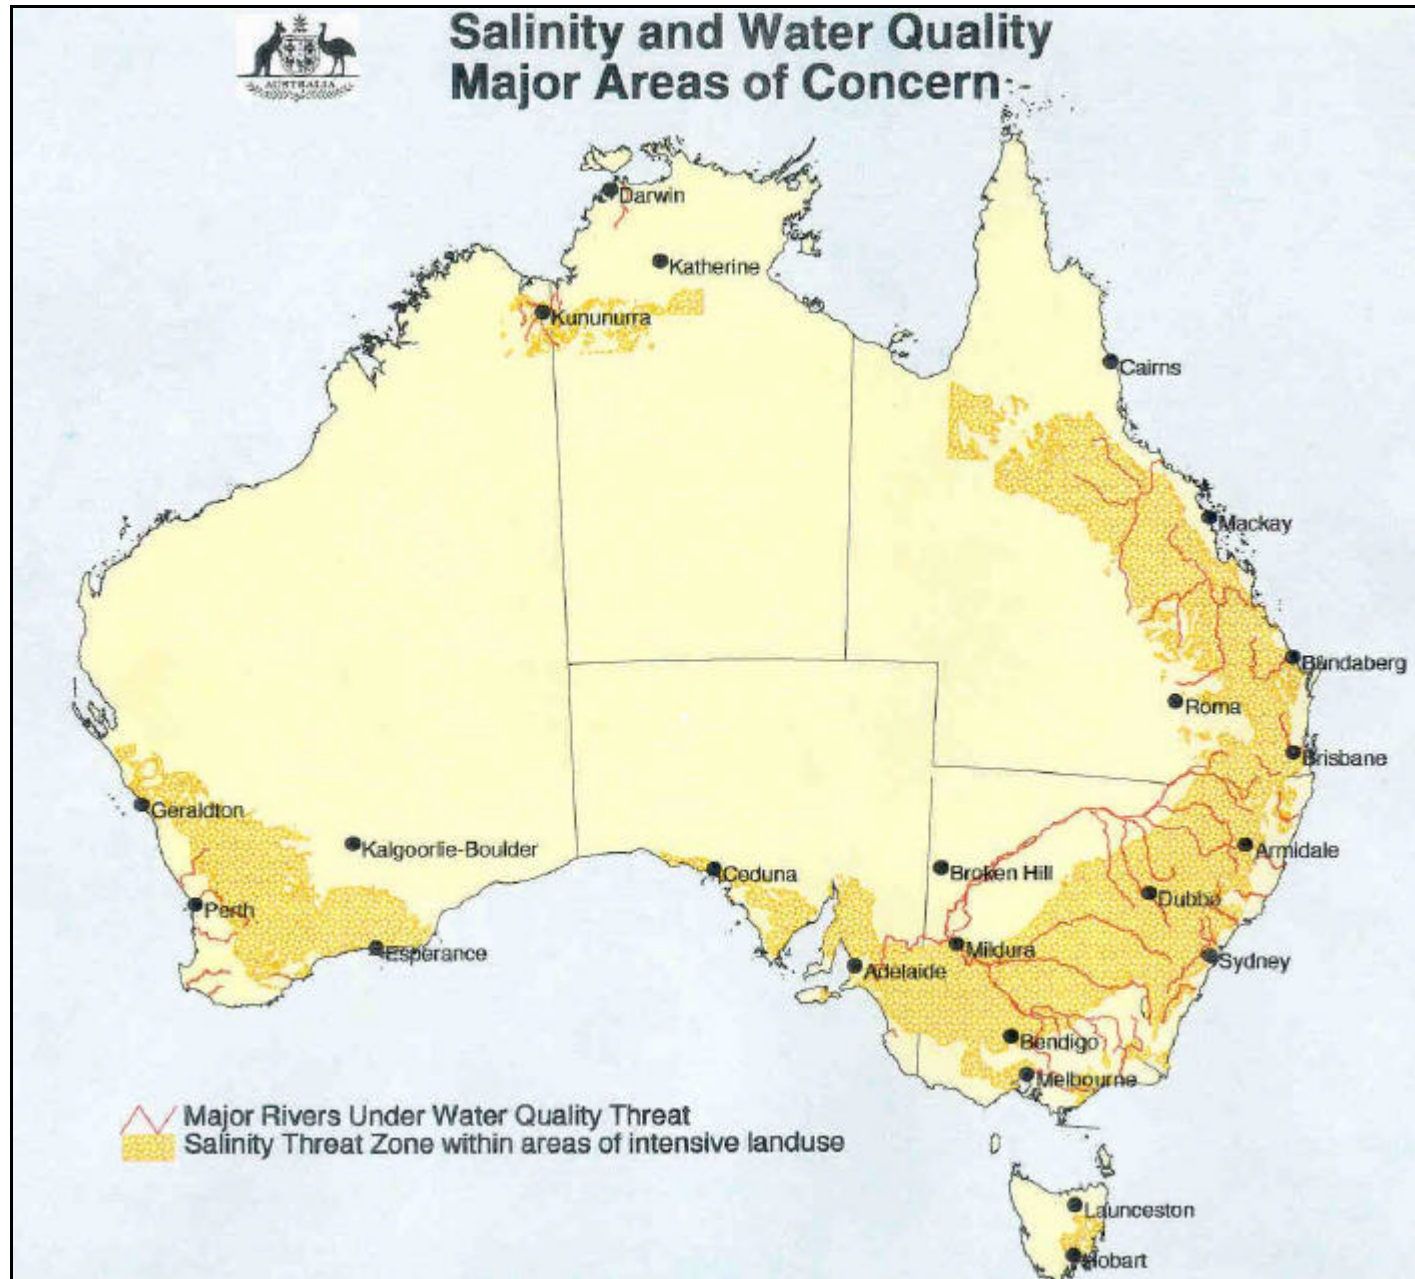 Salinity and Water Quality
Major Areas of Concern
AUSTRALIA
Darwin
Katherine
Kununurra
Cairns
Mackay
Bundaberg
Roma
Brisbane
Geraldton
Kalgoorlie-Boulder
Ceduna
Broken Hill
Armidale
Dubbo
Perth
Esperance
Mildura
Sydney
Adelaide
Bendigo
Melbourne
Major Rivers Under Water Quality Threat
Salinity Threat Zone within areas of intensive landuse
Launceston
Hobart